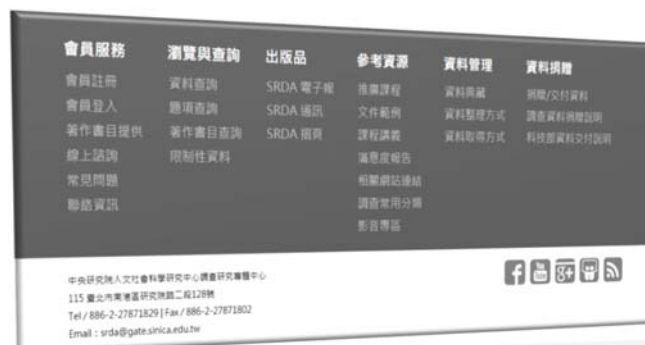 會員服務
會員註冊
會員登入
著作書目提供
線上諮詢
常見問題
聯絡資訊
瀏覽與查詢
資料查詢
題項查詢
著作書目查詢
限制性資料
出版品
SRDA 電子報
SRDA 通訊
SRDA 摺頁
參考資源
推廣課程
文件範例
課程講義
滿意度報告
相關網站連結
調查常用分類
影音專區
資料管理
資料典藏
資料整理方式
資料取得方式
資料捐贈
捐贈/交付資料
調查資料捐贈說明
科技部資料交付說明
中央研究院人文社會科學研究中心調查研究專題中心
115 臺北市南港區研究院路二段128號
Tel / 886-2-27871829 | Fax / 886-2-27871802
Email : srda@gate.sinica.edu.tw
f You Tube g+